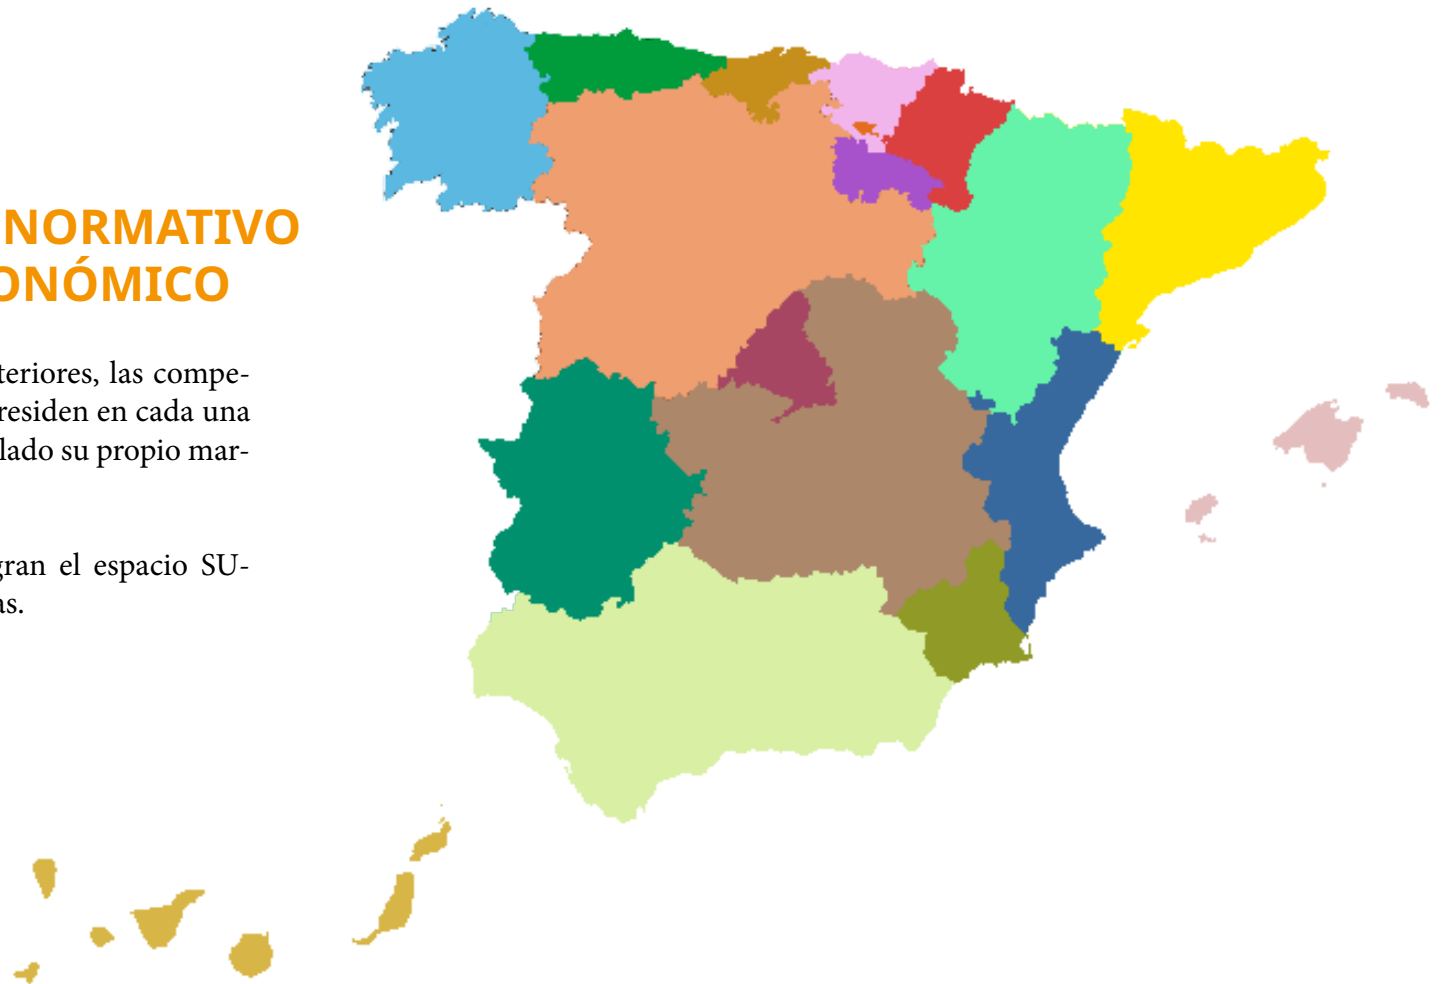 NORMATIVO
ONÓMICO
teriores, las compe-
residen en cada una
lado su propio mar-
gran el espacio SU-
as.